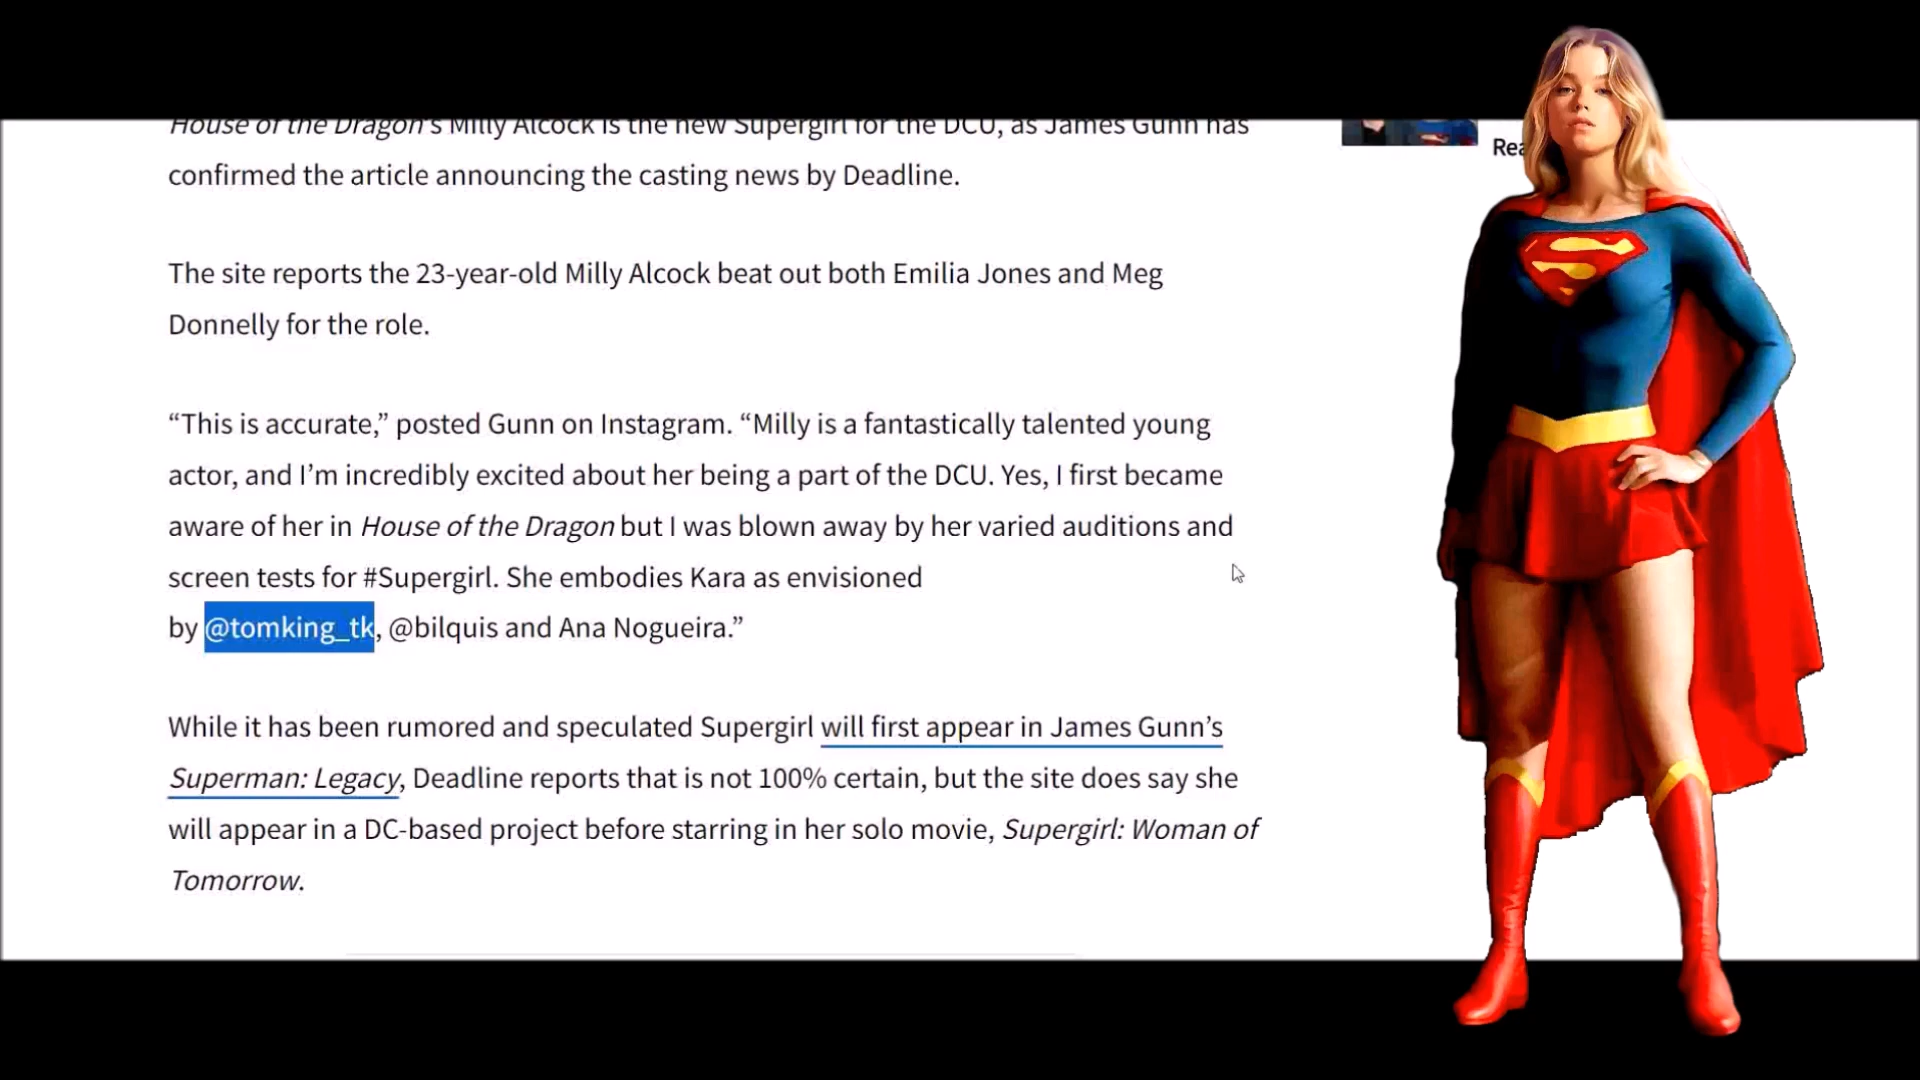 House of the Dragon's Milly Alcock is the new Supergirl for the DCU, as James Gunn has
confirmed the article announcing the casting news by Deadline.
The site reports the 23-year-old Milly Alcock beat out both Emilia Jones and Meg
Donnelly for the role.
“This is accurate,” posted Gunn on Instagram. “Milly is a fantastically talented young
actor, and I’m incredibly excited about her being a part of the DCU. Yes, I first became
aware of her in House of the Dragon but I was blown away by her varied auditions and
screen tests for #Supergirl. She embodies Kara as envisioned
by @tomking_tk, @bilquis and Ana Nogueira.”
While it has been rumored and speculated Supergirl will first appear in James Gunn’s
Superman: Legacy, Deadline reports that is not 100% certain, but the site does say she
will appear in a DC-based project before starring in her solo movie, Supergirl: Woman of
Tomorrow.